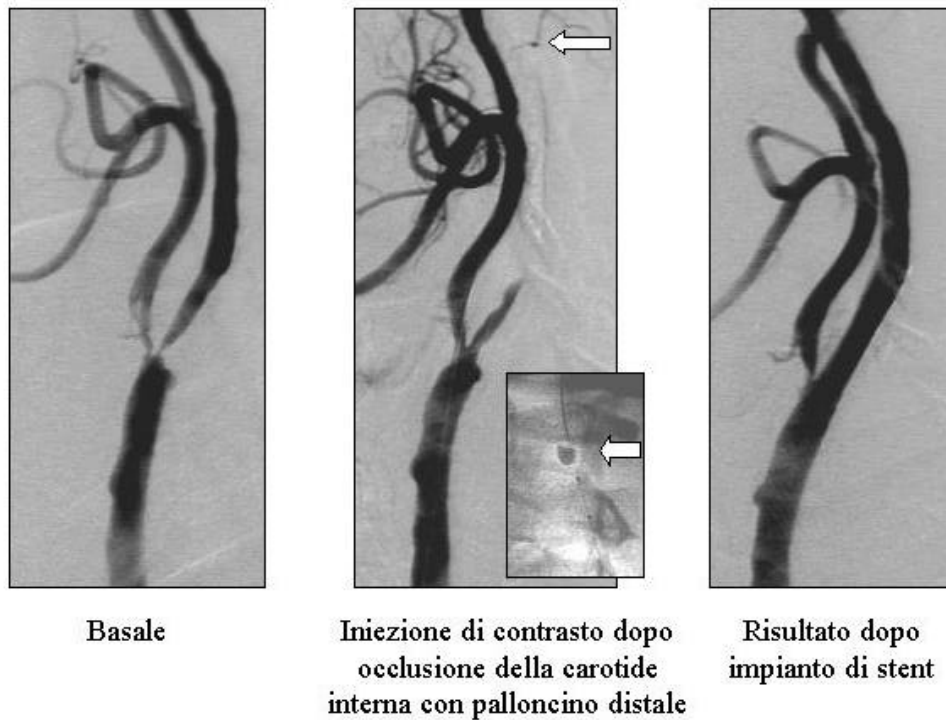 Basale
Iniezione di contrasto dopo
occlusione della carotide
interna con palloncino distale
Risultato dopo
impianto di stent